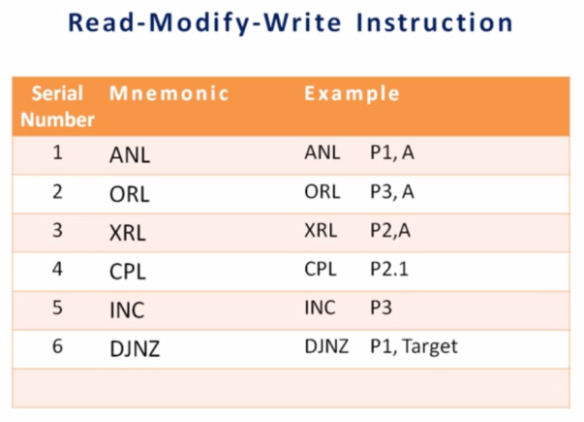 Read-Modify-Write Instruction
Serial Number Mnemonic Example
1 ANL ANL P1, A
2 ORL ORL P3, A
3 XRL XRL P2,A
4 CPL CPL P2.1
5 INC INC P3
6 DJNZ DJNZ P1, Target